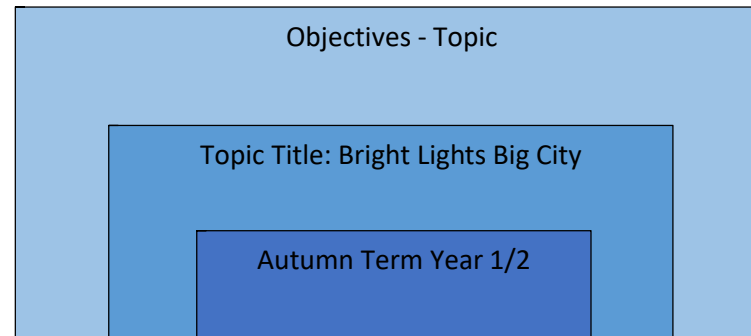 Objectives - Topic
Topic Title: Bright Lights Big City
Autumn Term Year 1/2